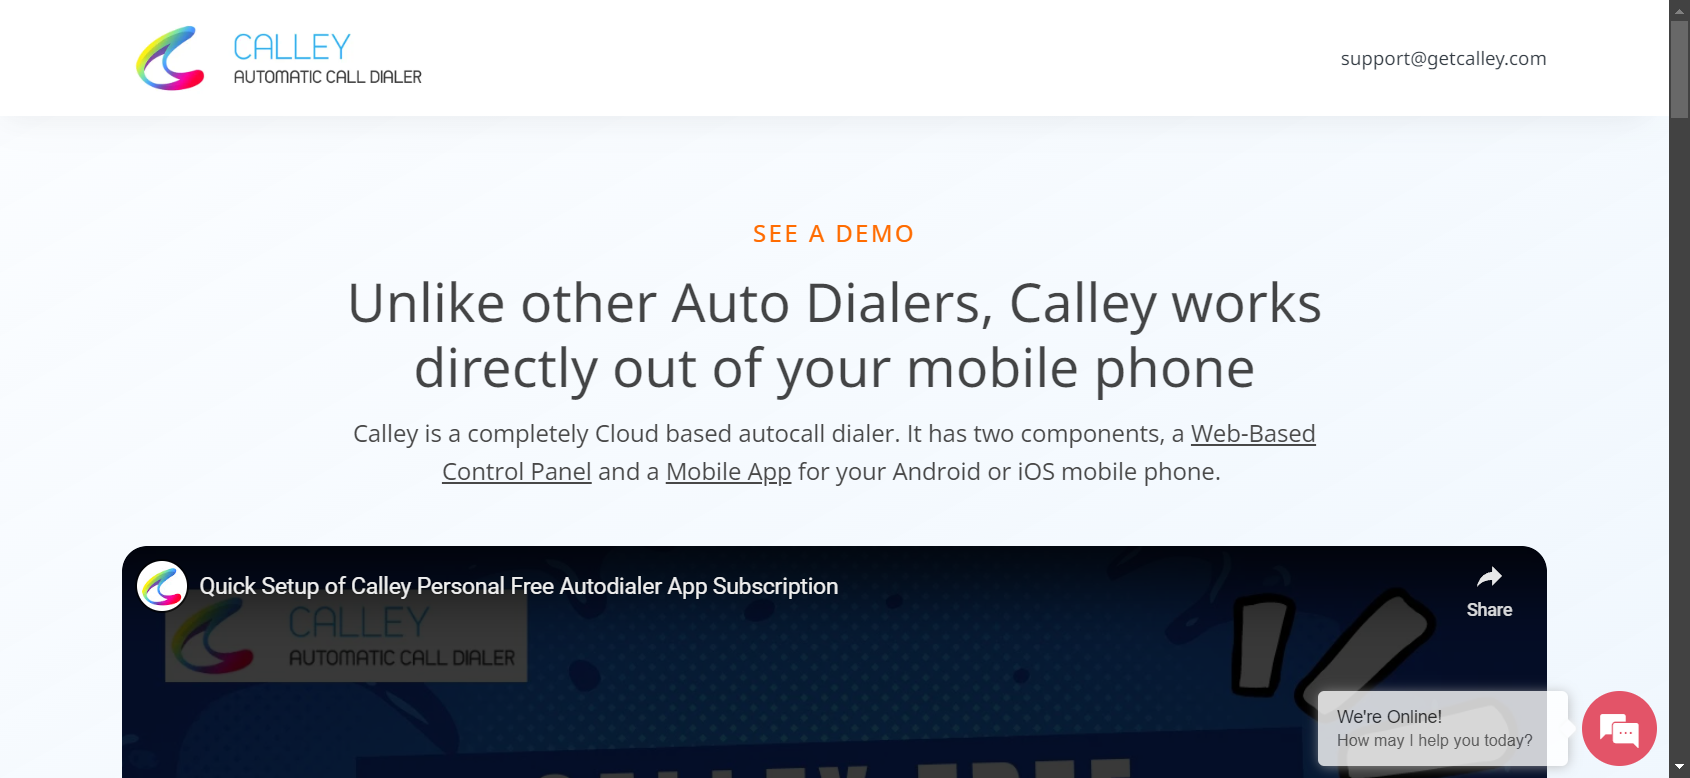 CALLEY
AUTOMATIC CALL DIALER
support@getcalley.com
SEE A DEMO
Unlike other Auto Dialers, Calley works
directly out of your mobile phone
Calley is a completely Cloud based autocall dialer. It has two components, a Web-Based
Control Panel and a Mobile App for your Android or iOS mobile phone.
Quick Setup of Calley Personal Free Autodialer App Subscription
Share
CALLEY
AUTOMATIC CALL DIALER
We're Online!
How may I help you today?
CALLEY FREE